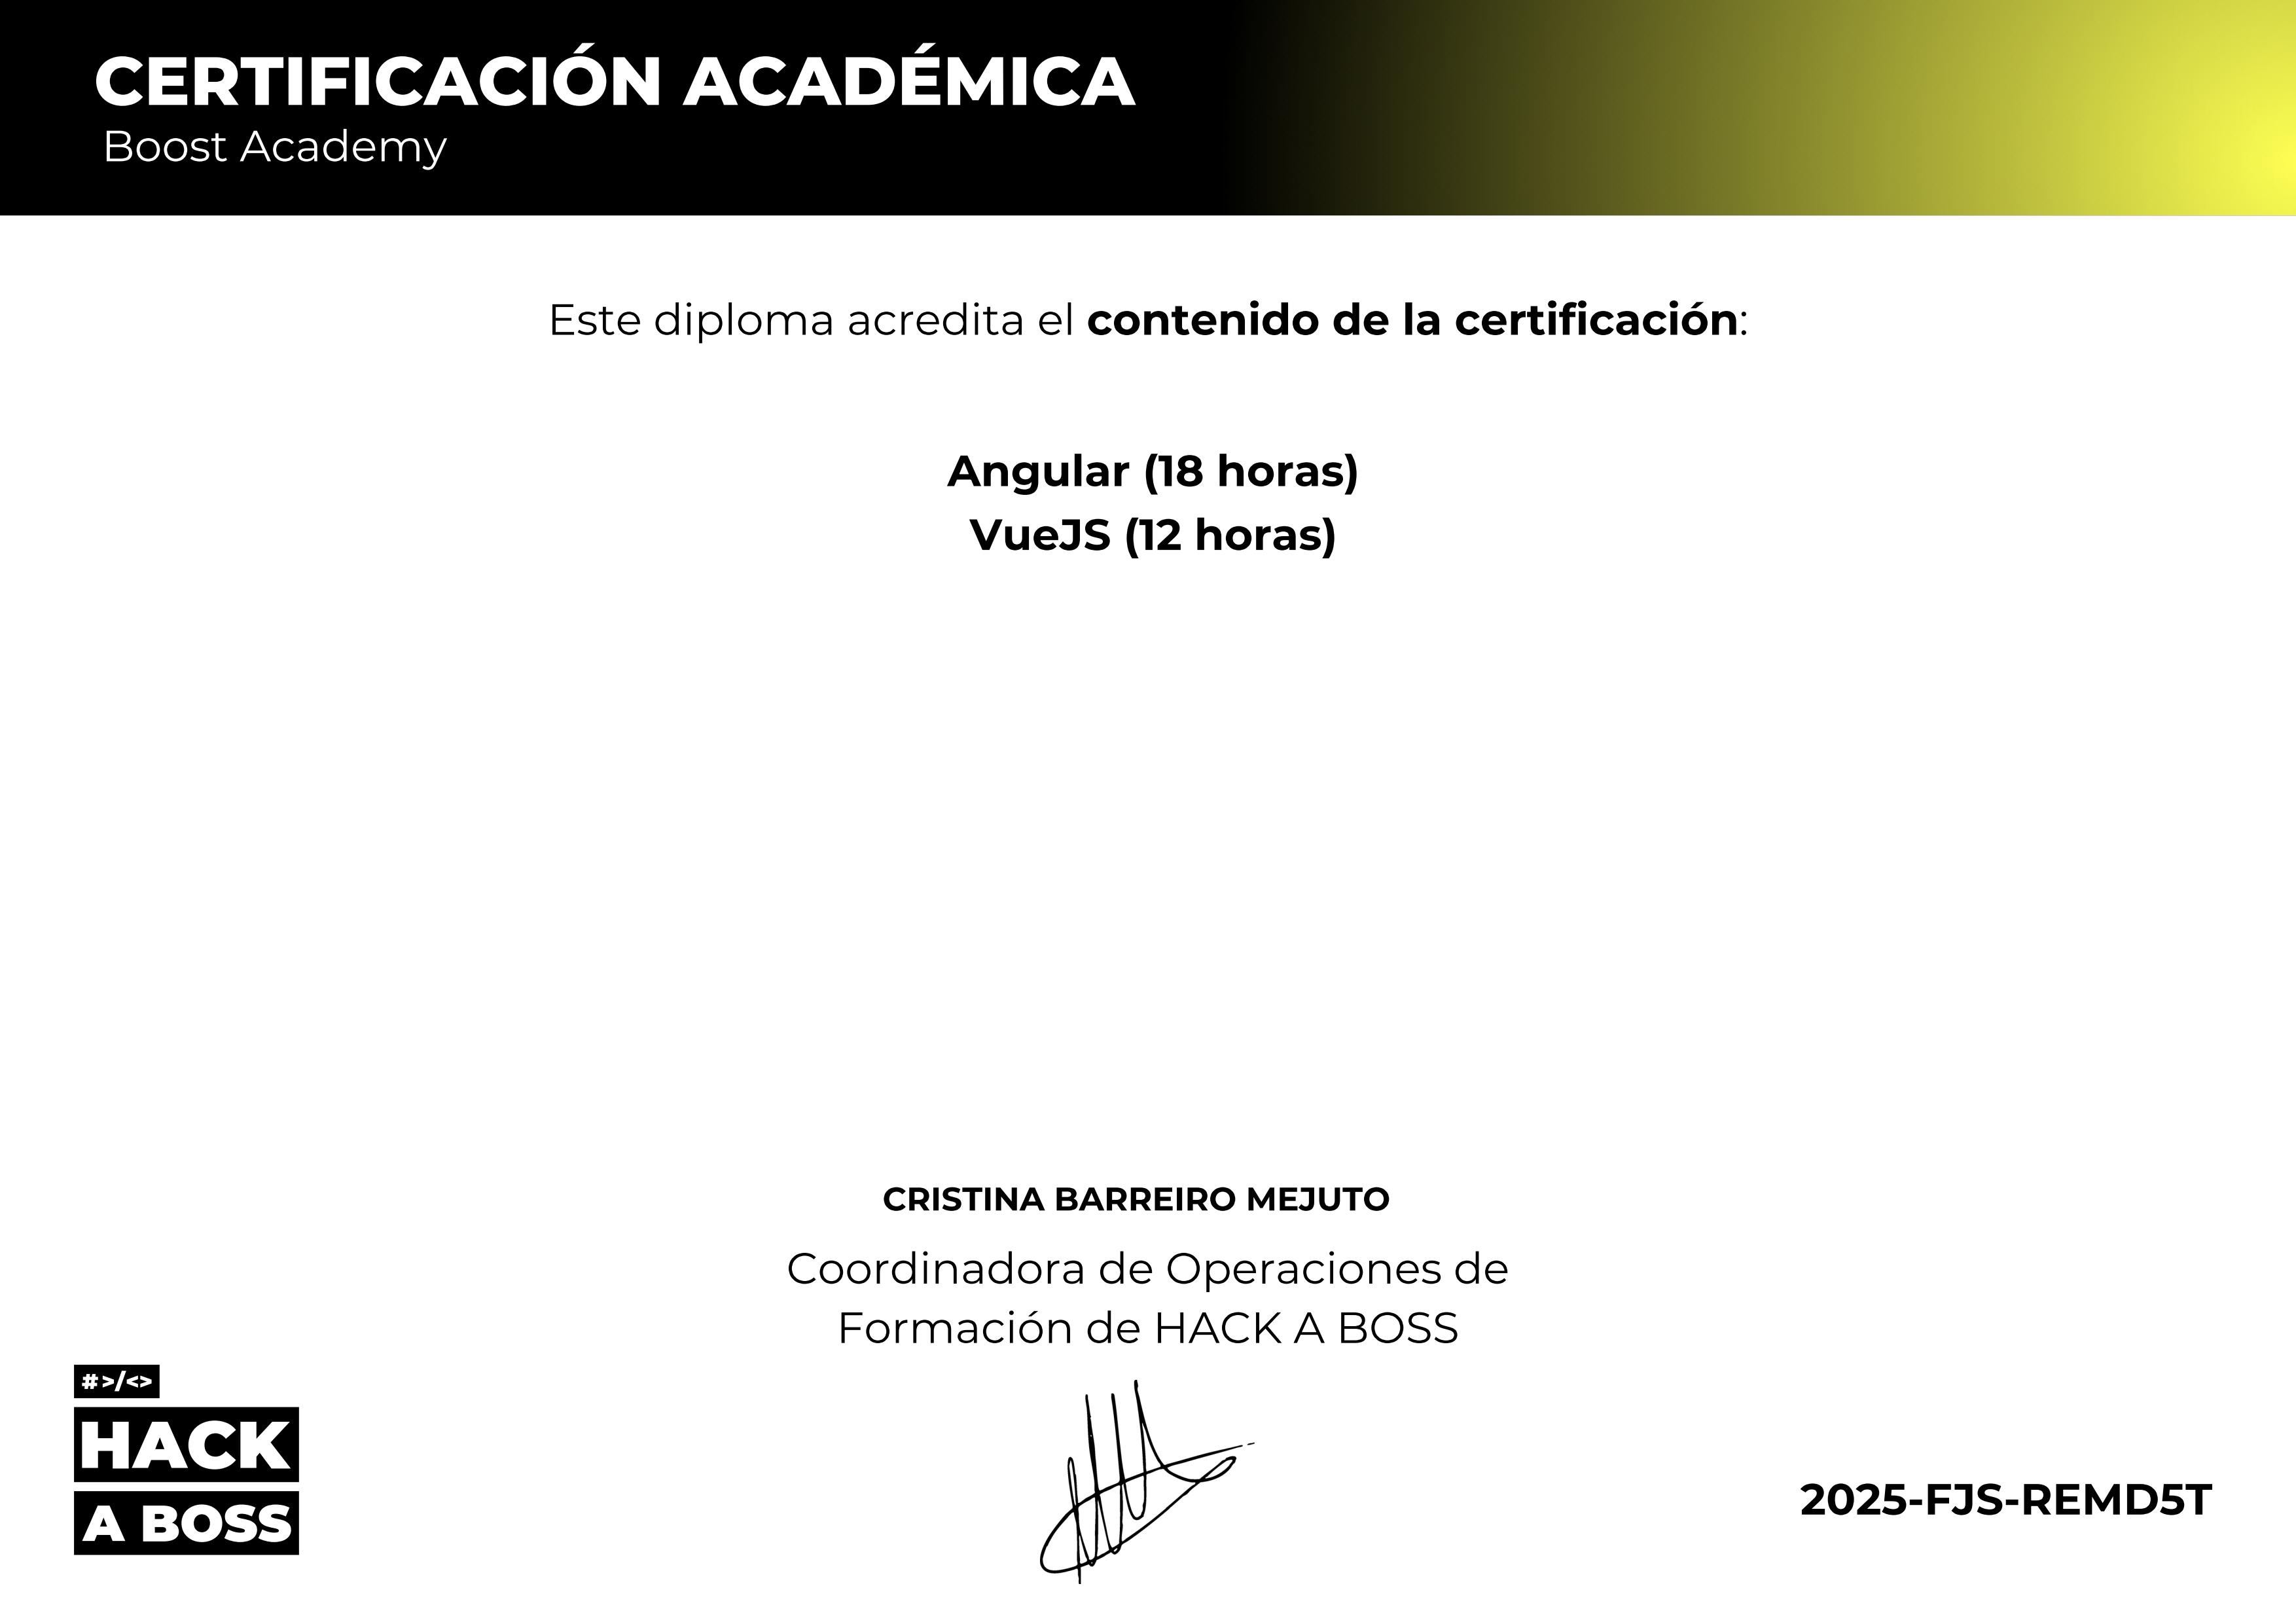 CERTIFICACIÓN ACADÉMICA
Boost Academy
Este diploma acredita el contenido de la certificación:
Angular (18 horas)
VueJS (12 horas)
CRISTINA BARREIRO MEJUTO
Coordinadora de Operaciones de
Formación de HACK A BOSS
#>/<>
HACK
A BOSS
2025-FJS-REMD5T